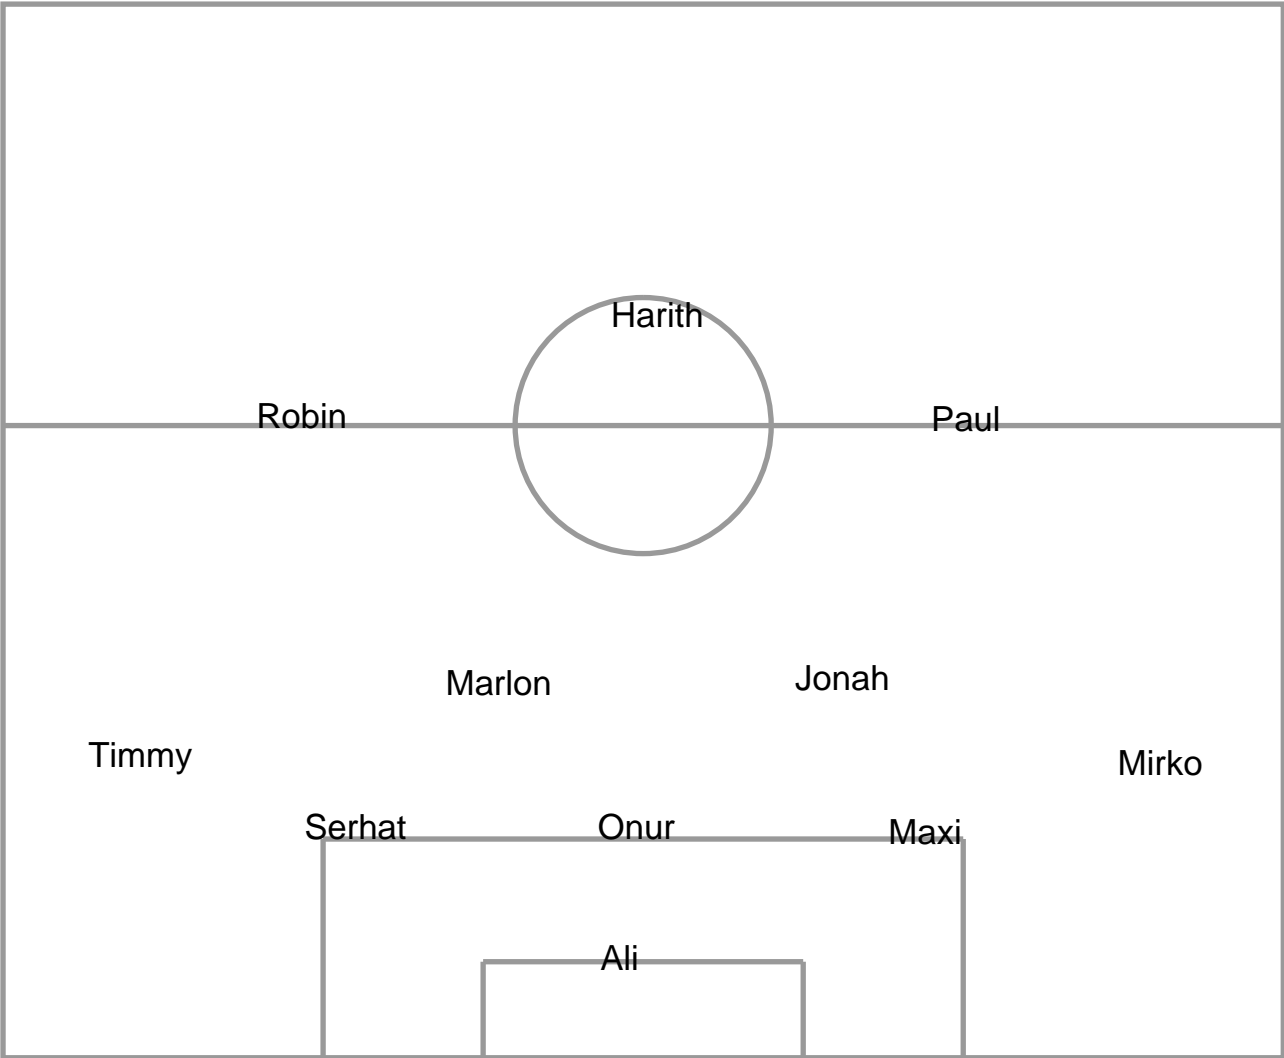 Harith
Robin
Paul
Marlon
Jonah
Timmy
Mirko
Serhat
Onur
Maxi
Ali